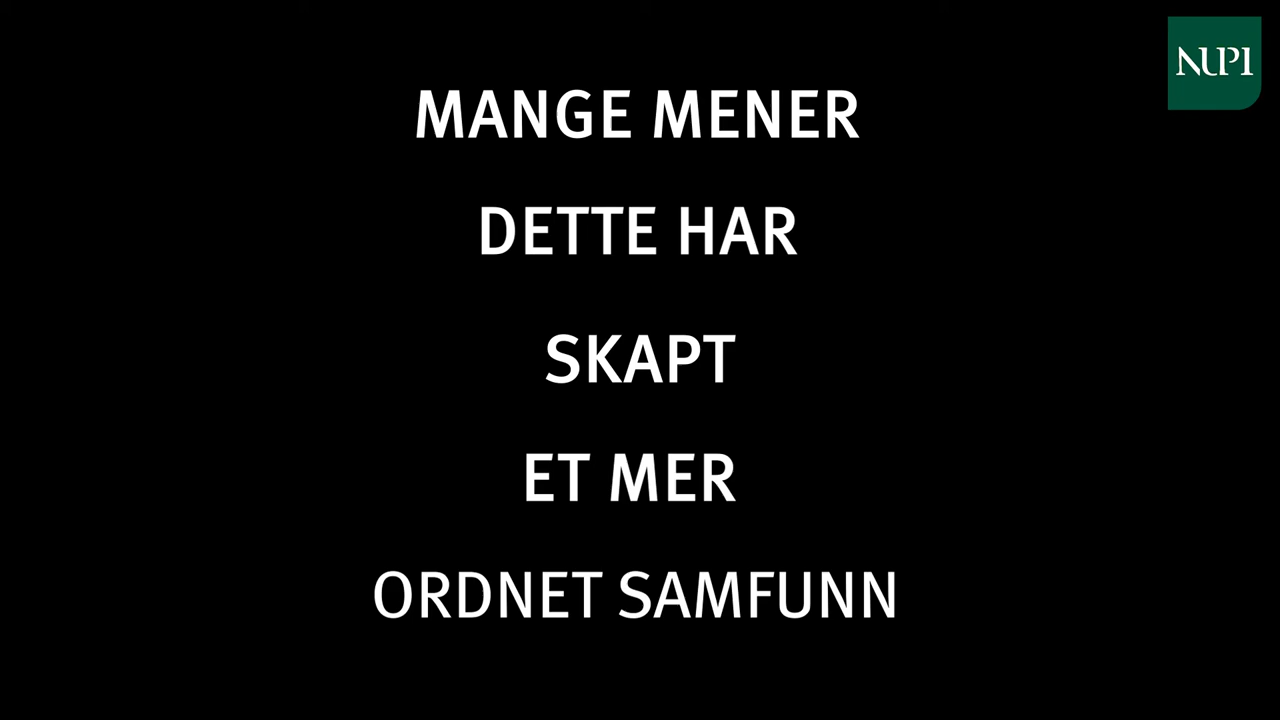 NUPI
MANGE MENER
DETTE HAR
SKAPT
ET MER
ORDNET SAMFUNN